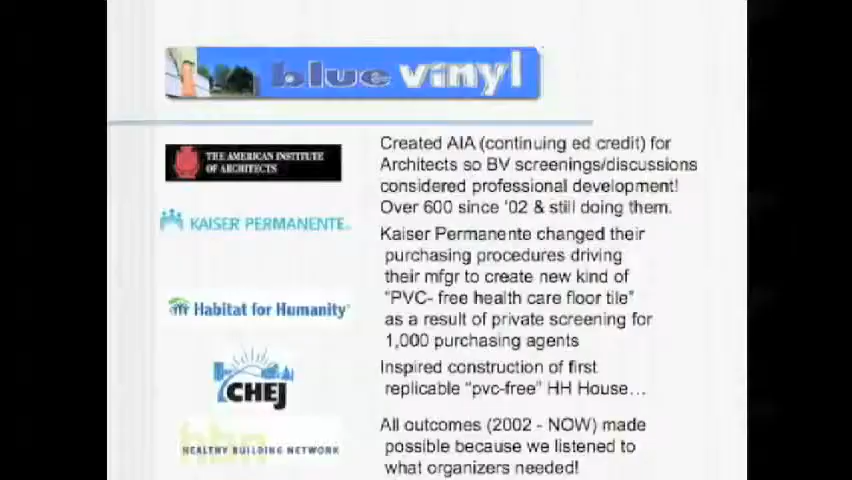 blue vinyl
THE AMERICAN INSTITUTE
OF ARCHITECTS
Created AIA (continuing ed credit) for
Architects so BV screenings/discussions
considered professional development!
Over 600 since '02 & still doing them.
KAISER PERMANENTE.
Kaiser Permanente changed their
purchasing procedures driving
their mfgr to create new kind of
"PVC- free health care floor tile"
as a result of private screening for
1,000 purchasing agents
Habitat for Humanity
Inspired construction of first
replicable "pvc-free" HH House…
CHEJ
All outcomes (2002 - NOW) made
possible because we listened to
what organizers needed!
hbn
HEALTHY BUILDING NETWORK